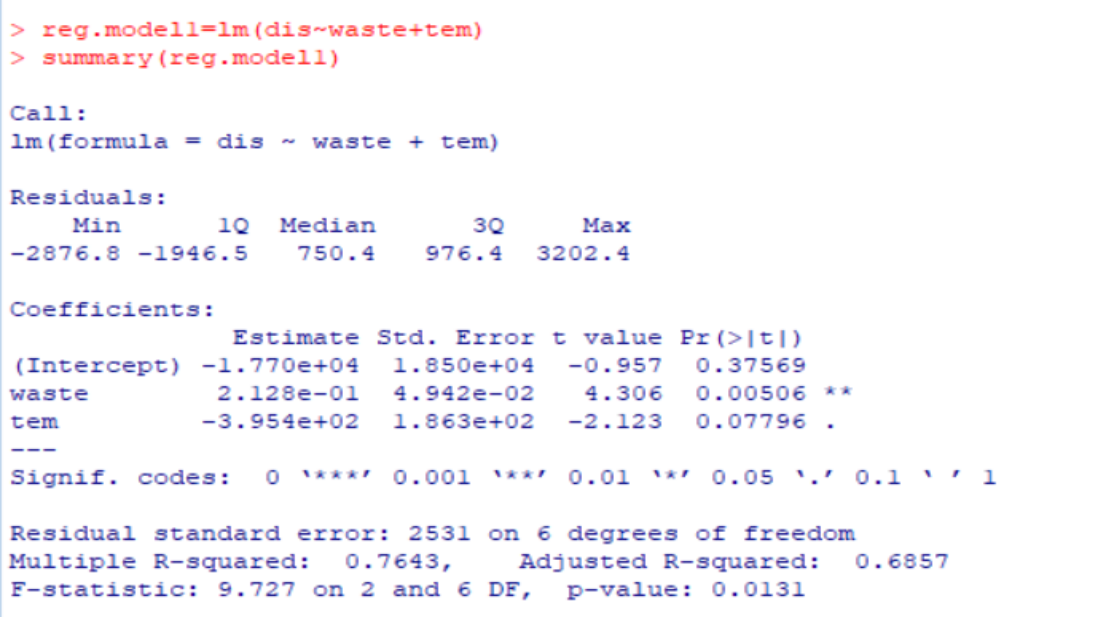 > reg.model1=lm(dis~waste+tem)
> summary(reg.model1)
Call:
lm(formula = dis ~ waste + tem)
Residuals:
    Min      1Q  Median      3Q     Max
-2876.8 -1946.5   750.4   976.4  3202.4
Coefficients:
              Estimate Std. Error t value Pr(>|t|)
(Intercept) -1.770e+04  1.850e+04  -0.957  0.37569
waste        2.128e-01  4.942e-02   4.306  0.00506 **
tem         -3.954e+02  1.863e+02  -2.123  0.07796 .
---
Signif. codes:  0 ‘***’ 0.001 ‘**’ 0.01 ‘*’ 0.05 ‘.’ 0.1 ‘ ’ 1
Residual standard error: 2531 on 6 degrees of freedom
Multiple R-squared:  0.7643,    Adjusted R-squared:  0.6857
F-statistic: 9.727 on 2 and 6 DF,  p-value: 0.0131